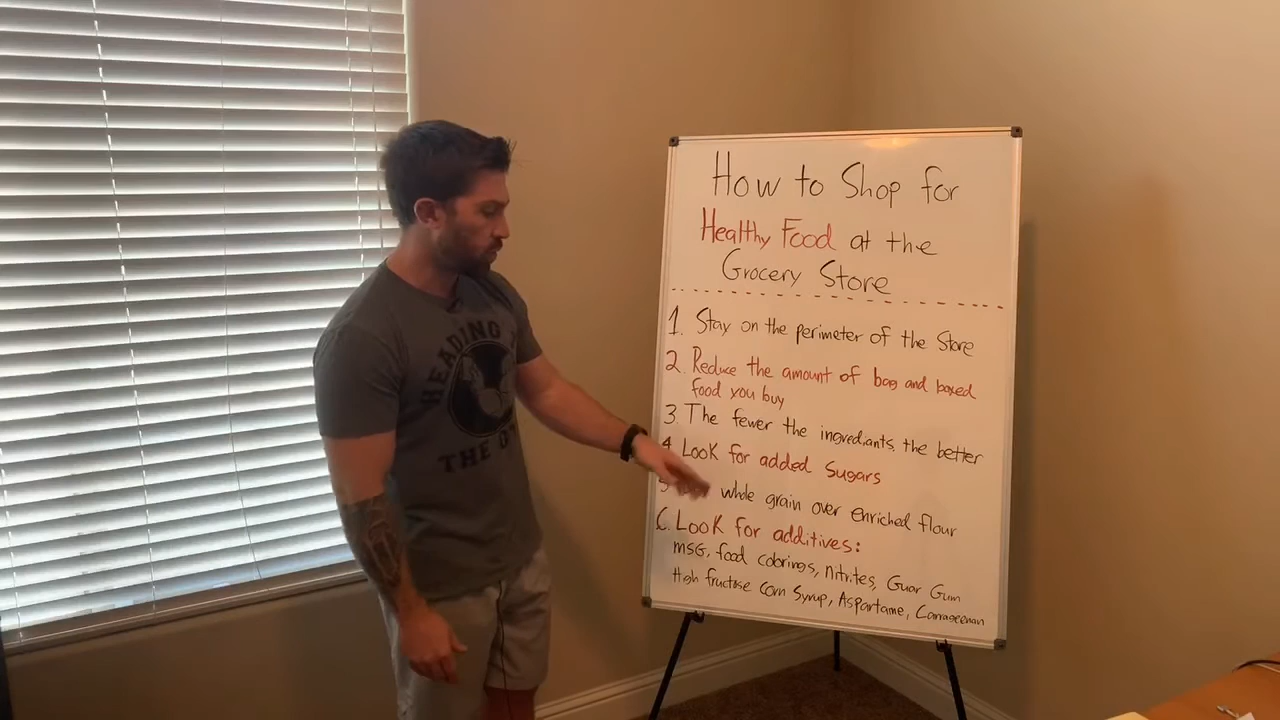 How to Shop for
Healthy Food at the
Grocery Store
1. Stay on the perimeter of the Store
2. Reduce the amount of bag and boxed
food you buy
3. The fewer the ingrediants, the better
4. Look for added Sugars
whole grain over enriched flour
6. Look for additives:
MSG, food colorings, nitrites, Guar Gum
High fructose Corn Syrup, Aspartame, Carrageenan
HEADING
THE